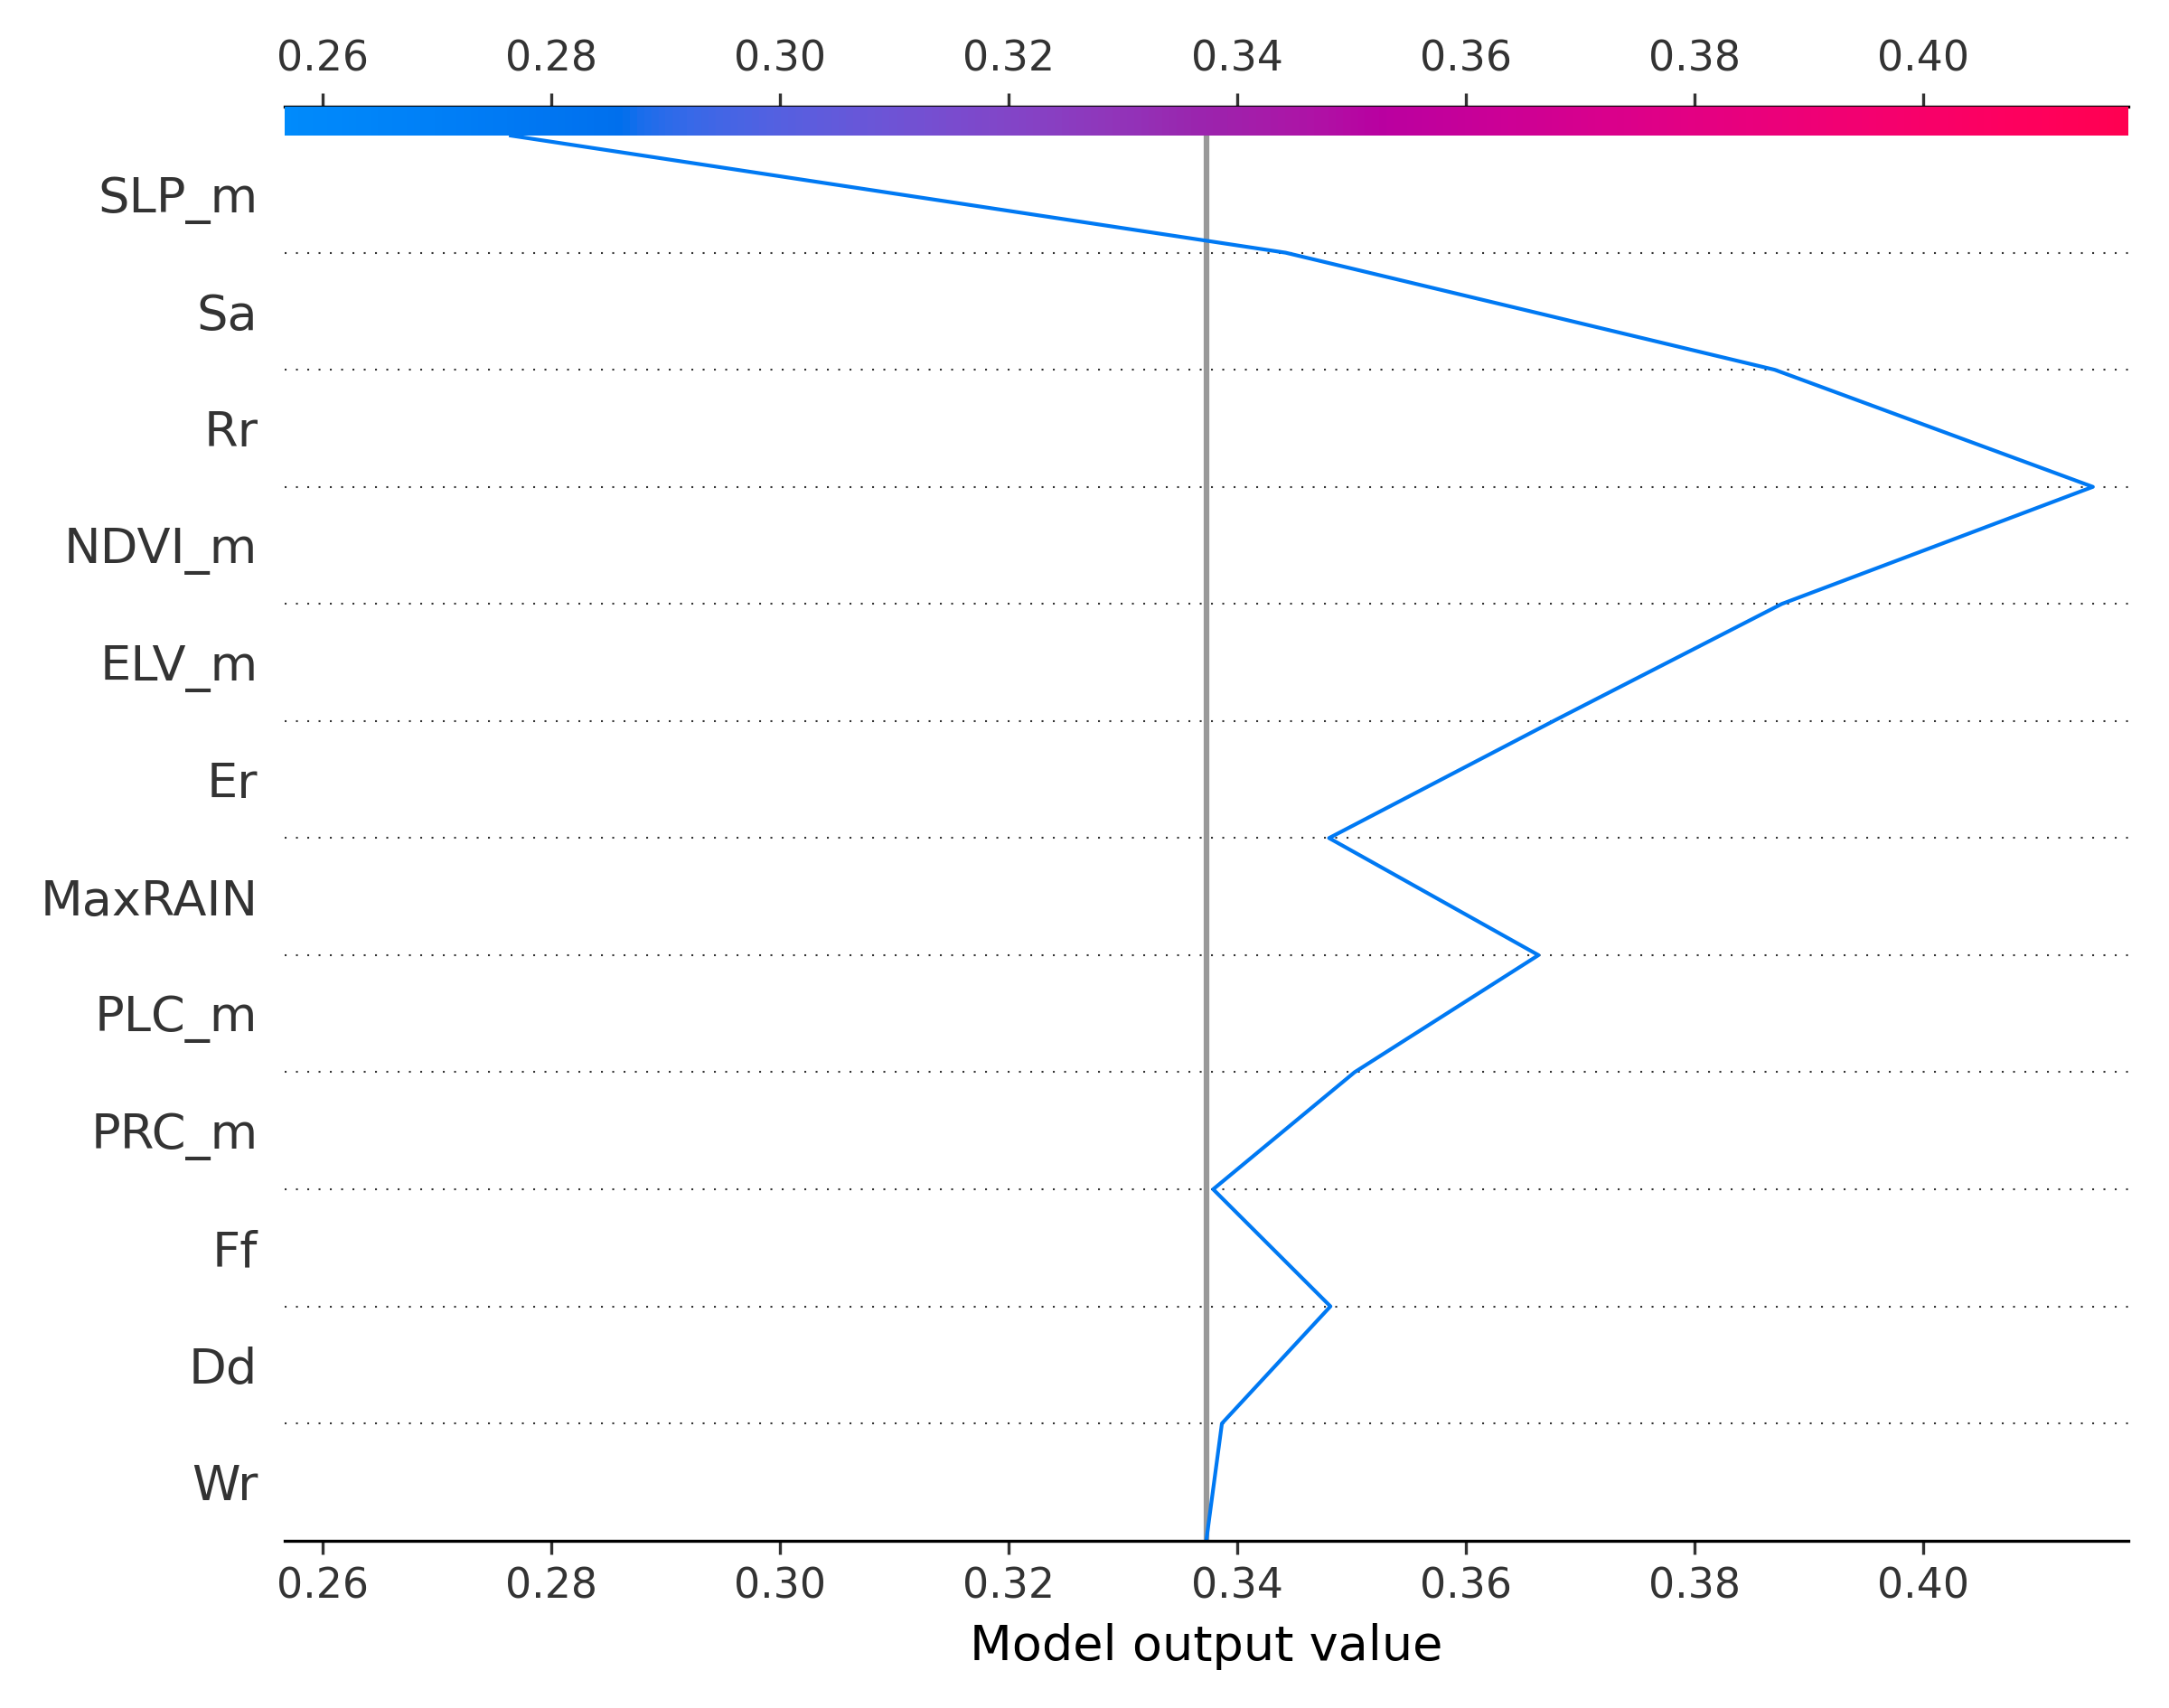 0.26 0.28 0.30 0.32 0.34 0.36 0.38 0.40
SLP_m
Sa
Rr
NDVI_m
ELV_m
Er
MaxRAIN
PLC_m
PRC_m
Ff
Dd
Wr
0.26 0.28 0.30 0.32 0.34 0.36 0.38 0.40
Model output value